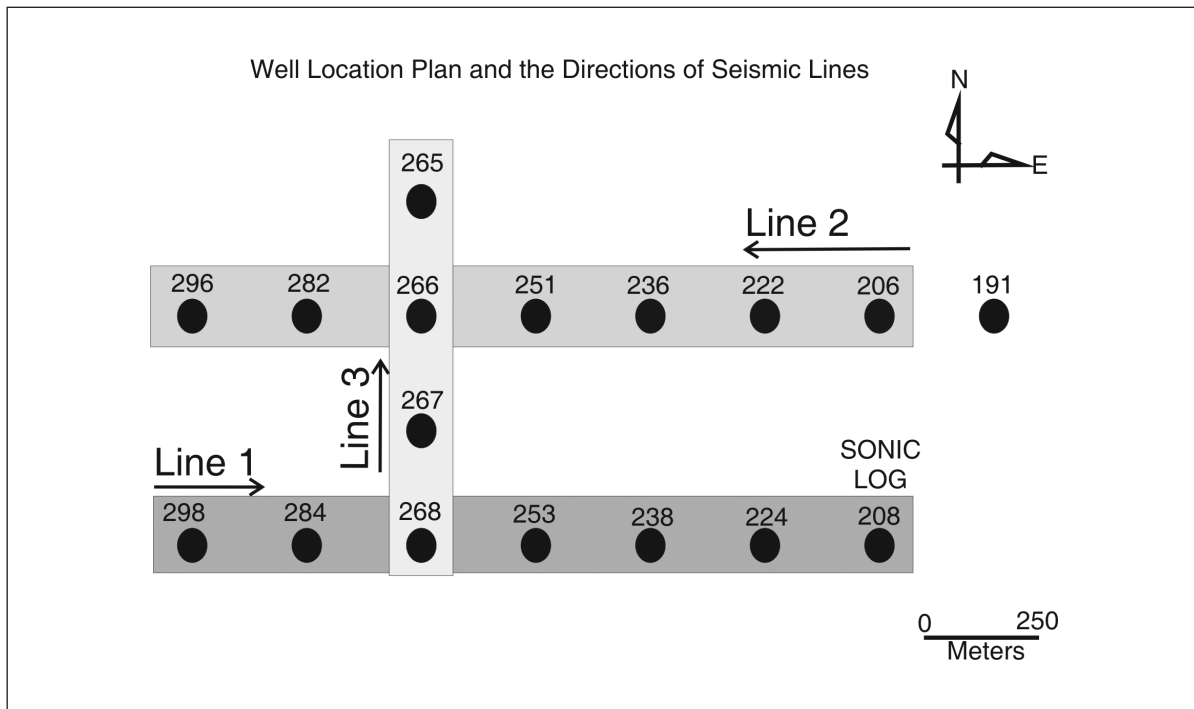 Well Location Plan and the Directions of Seismic Lines
N
E
265
Line 2
296 282 266 251 236 222 206 191
Line 3
267
Line 1
SONIC
LOG
298 284 268 253 238 224 208
0 250
Meters